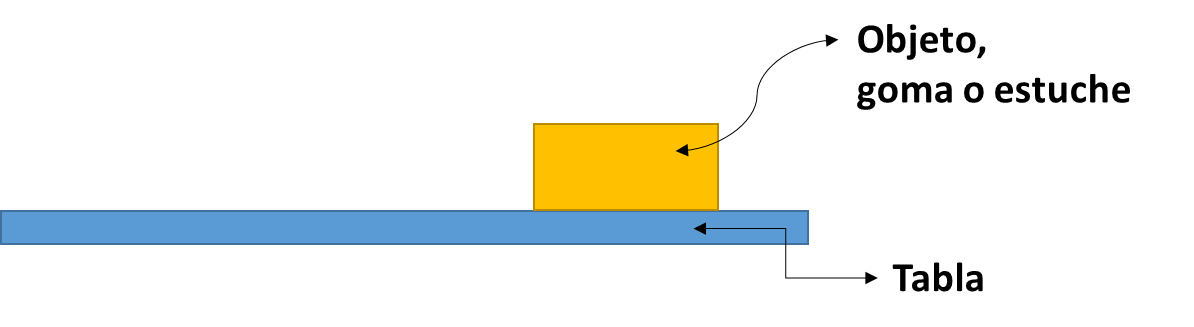 Objeto,
goma o estuche
Tabla